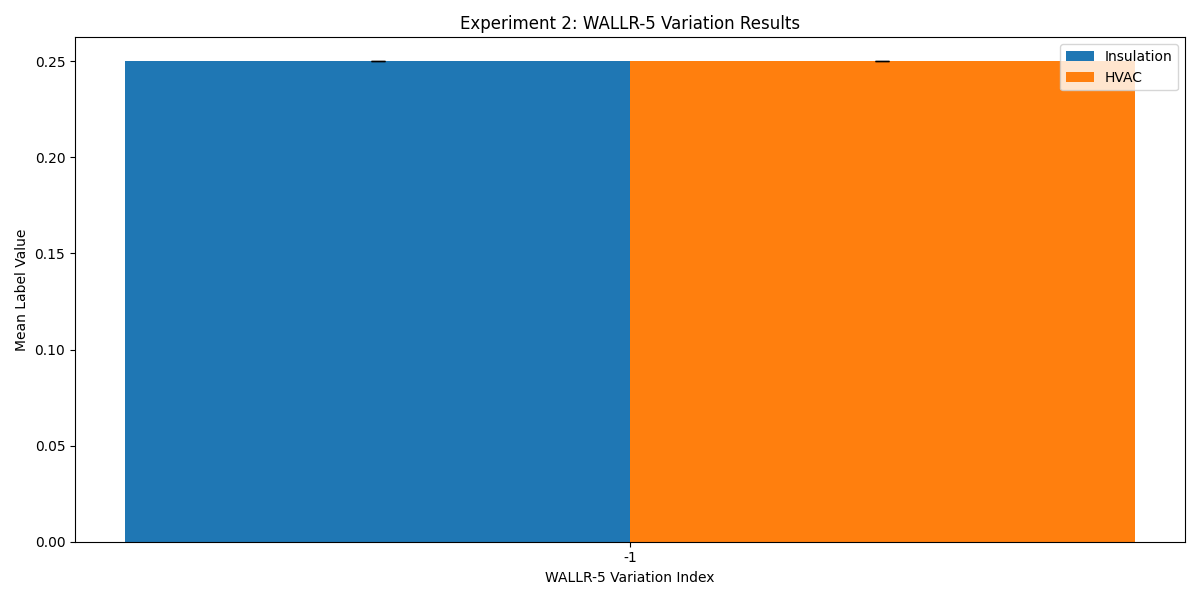 Experiment 2: WALLR-5 Variation Results
Insulation
HVAC
Mean Label Value
0.25
0.20
0.15
0.10
0.05
0.00
-1
WALLR-5 Variation Index